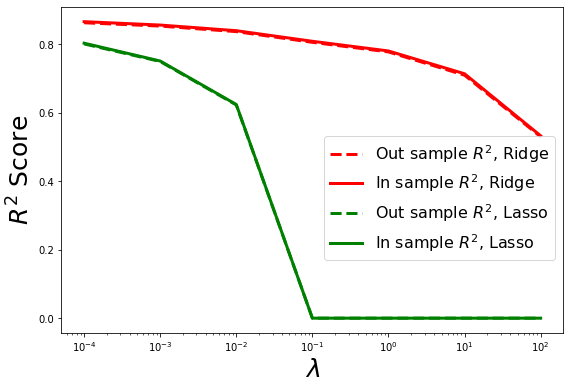 0.8
0.6
0.4
0.2
0.0
R² Score
Out sample R², Ridge
In sample R², Ridge
Out sample R², Lasso
In sample R², Lasso
10⁻⁴ 10⁻³ 10⁻² 10⁻¹ 10⁰ 10¹ 10²
λ